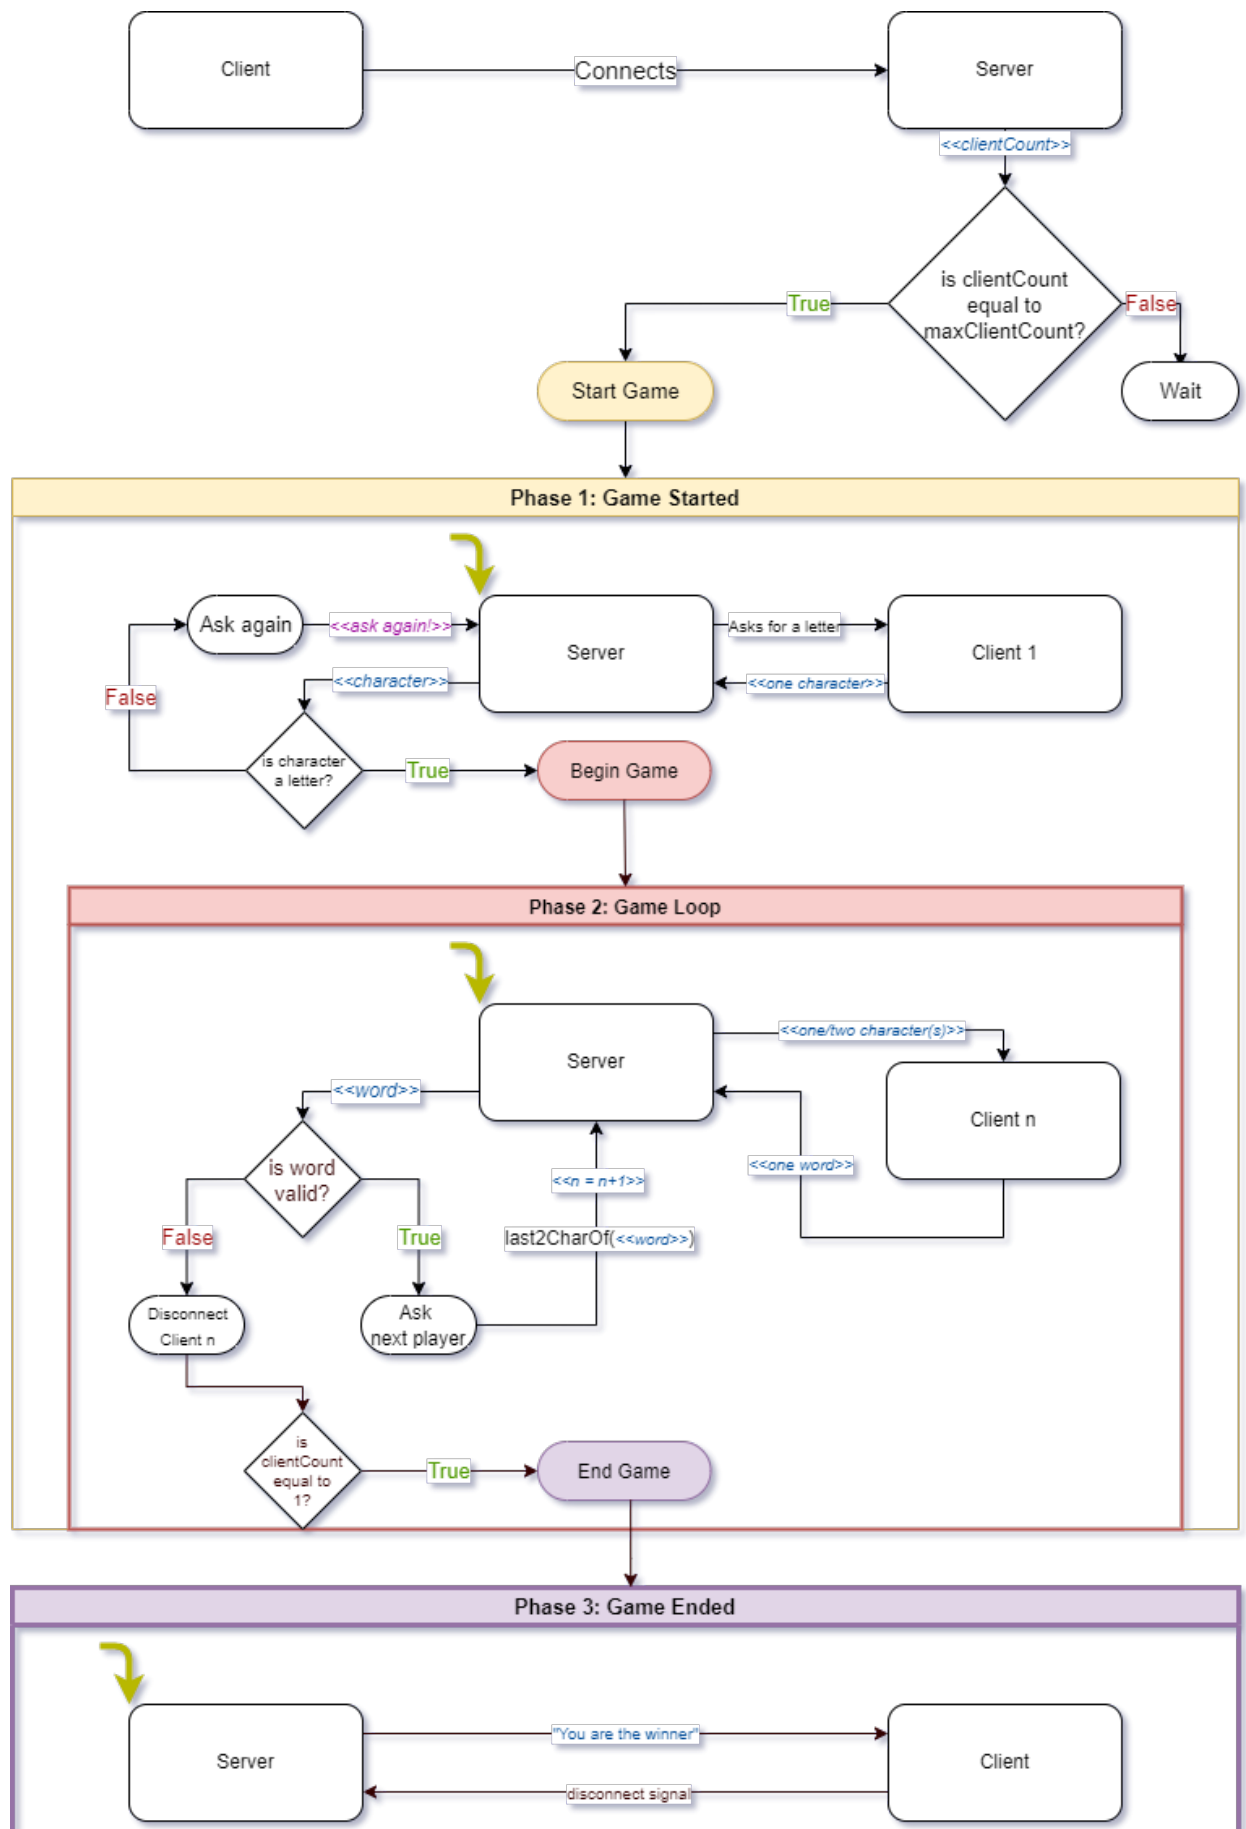 Client
Connects
Server
<<clientCount>>
is clientCount
equal to
maxClientCount?
True
False
Start Game
Wait
Phase 1: Game Started
Ask again
<<ask again!>>
Server
Asks for a letter
Client 1
<<character>>
<<one character>>
False
is character
a letter?
True
Begin Game
Phase 2: Game Loop
Server
<<one/two character(s)>>
<<word>>
Client n
is word
valid?
<<one word>>
<<n = n+1>>
False
True
last2CharOf(<<word>>)
Disconnect
Client n
Ask
next player
is
clientCount
equal to
1?
True
End Game
Phase 3: Game Ended
Server
"You are the winner"
Client
disconnect signal